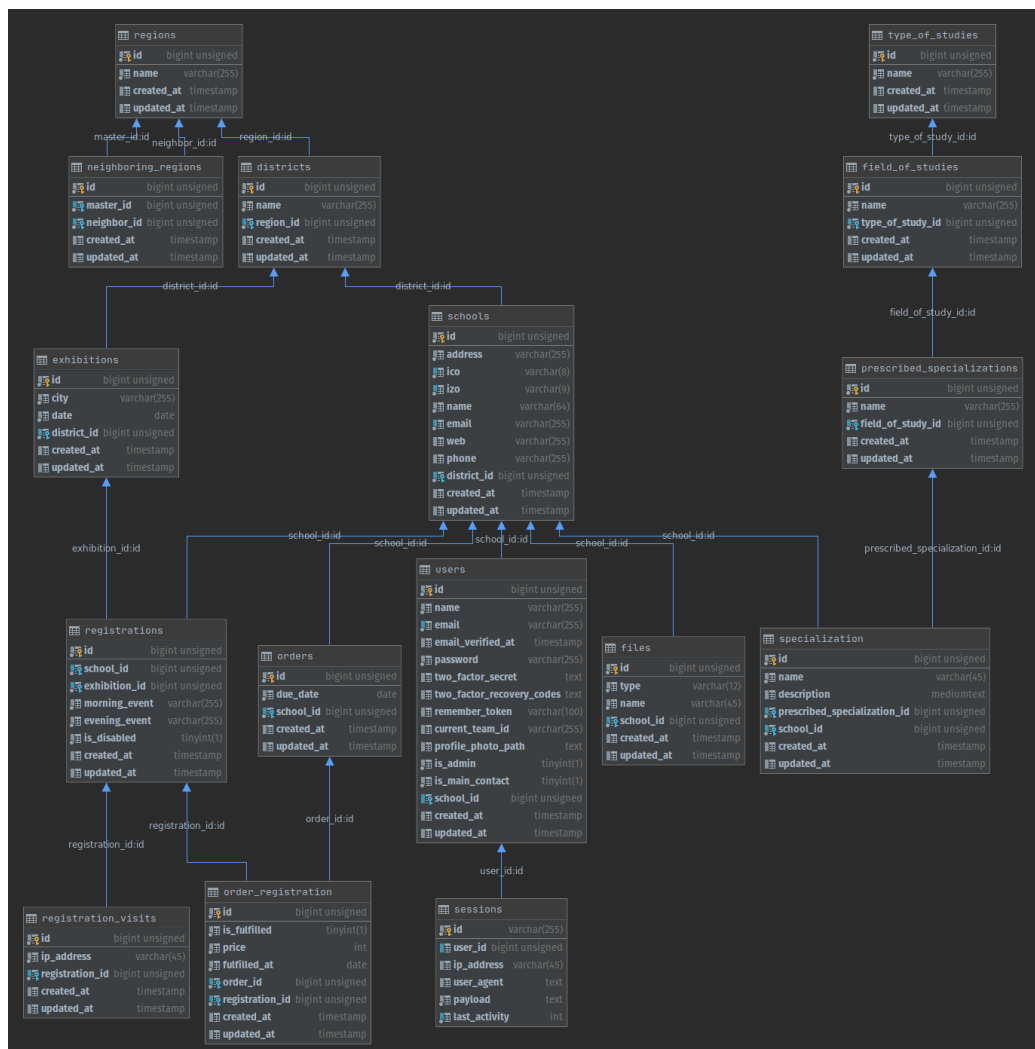 regions
id bigint unsigned
name varchar(255)
created_at timestamp
updated_at timestamp
type_of_studies
id bigint unsigned
name varchar(255)
created_at timestamp
updated_at timestamp
master_id:id
neighbor_id:id
region_id:id
type_of_study_id:id
neighboring_regions
id bigint unsigned
master_id bigint unsigned
neighbor_id bigint unsigned
created_at timestamp
updated_at timestamp
districts
id bigint unsigned
name varchar(255)
region_id bigint unsigned
created_at timestamp
updated_at timestamp
field_of_studies
id bigint unsigned
name varchar(255)
type_of_study_id bigint unsigned
created_at timestamp
updated_at timestamp
district_id:id
district_id:id
field_of_study_id:id
schools
id bigint unsigned
address varchar(255)
ico varchar(8)
izo varchar(9)
name varchar(64)
email varchar(255)
web varchar(255)
phone varchar(255)
district_id bigint unsigned
created_at timestamp
updated_at timestamp
exhibitions
id bigint unsigned
city varchar(255)
date date
district_id bigint unsigned
created_at timestamp
updated_at timestamp
prescribed_specializations
id bigint unsigned
name varchar(255)
field_of_study_id bigint unsigned
created_at timestamp
updated_at timestamp
exhibition_id:id
school_id:id
school_id:id
school_id:id
school_id:id
school_id:id
prescribed_specialization_id:id
users
id bigint unsigned
name varchar(255)
email varchar(255)
email_verified_at timestamp
password varchar(255)
two_factor_secret text
two_factor_recovery_codes text
remember_token varchar(100)
current_team_id varchar(255)
profile_photo_path text
is_admin tinyint(1)
is_main_contact tinyint(1)
school_id bigint unsigned
created_at timestamp
updated_at timestamp
registrations
id bigint unsigned
school_id bigint unsigned
exhibition_id bigint unsigned
morning_event varchar(255)
evening_event varchar(255)
is_disabled tinyint(1)
created_at timestamp
updated_at timestamp
orders
id bigint unsigned
due_date date
school_id bigint unsigned
created_at timestamp
updated_at timestamp
files
id bigint unsigned
type varchar(12)
name varchar(45)
school_id bigint unsigned
created_at timestamp
updated_at timestamp
specialization
id bigint unsigned
name varchar(45)
description mediumtext
prescribed_specialization_id bigint unsigned
school_id bigint unsigned
created_at timestamp
updated_at timestamp
registration_id:id
registration_id:id
order_id:id
user_id:id
registration_visits
id bigint unsigned
ip_address varchar(45)
registration_id bigint unsigned
created_at timestamp
updated_at timestamp
order_registration
id bigint unsigned
is_fulfilled tinyint(1)
price int
fulfilled_at date
order_id bigint unsigned
registration_id bigint unsigned
created_at timestamp
updated_at timestamp
sessions
id varchar(255)
user_id bigint unsigned
ip_address varchar(45)
user_agent text
payload text
last_activity int